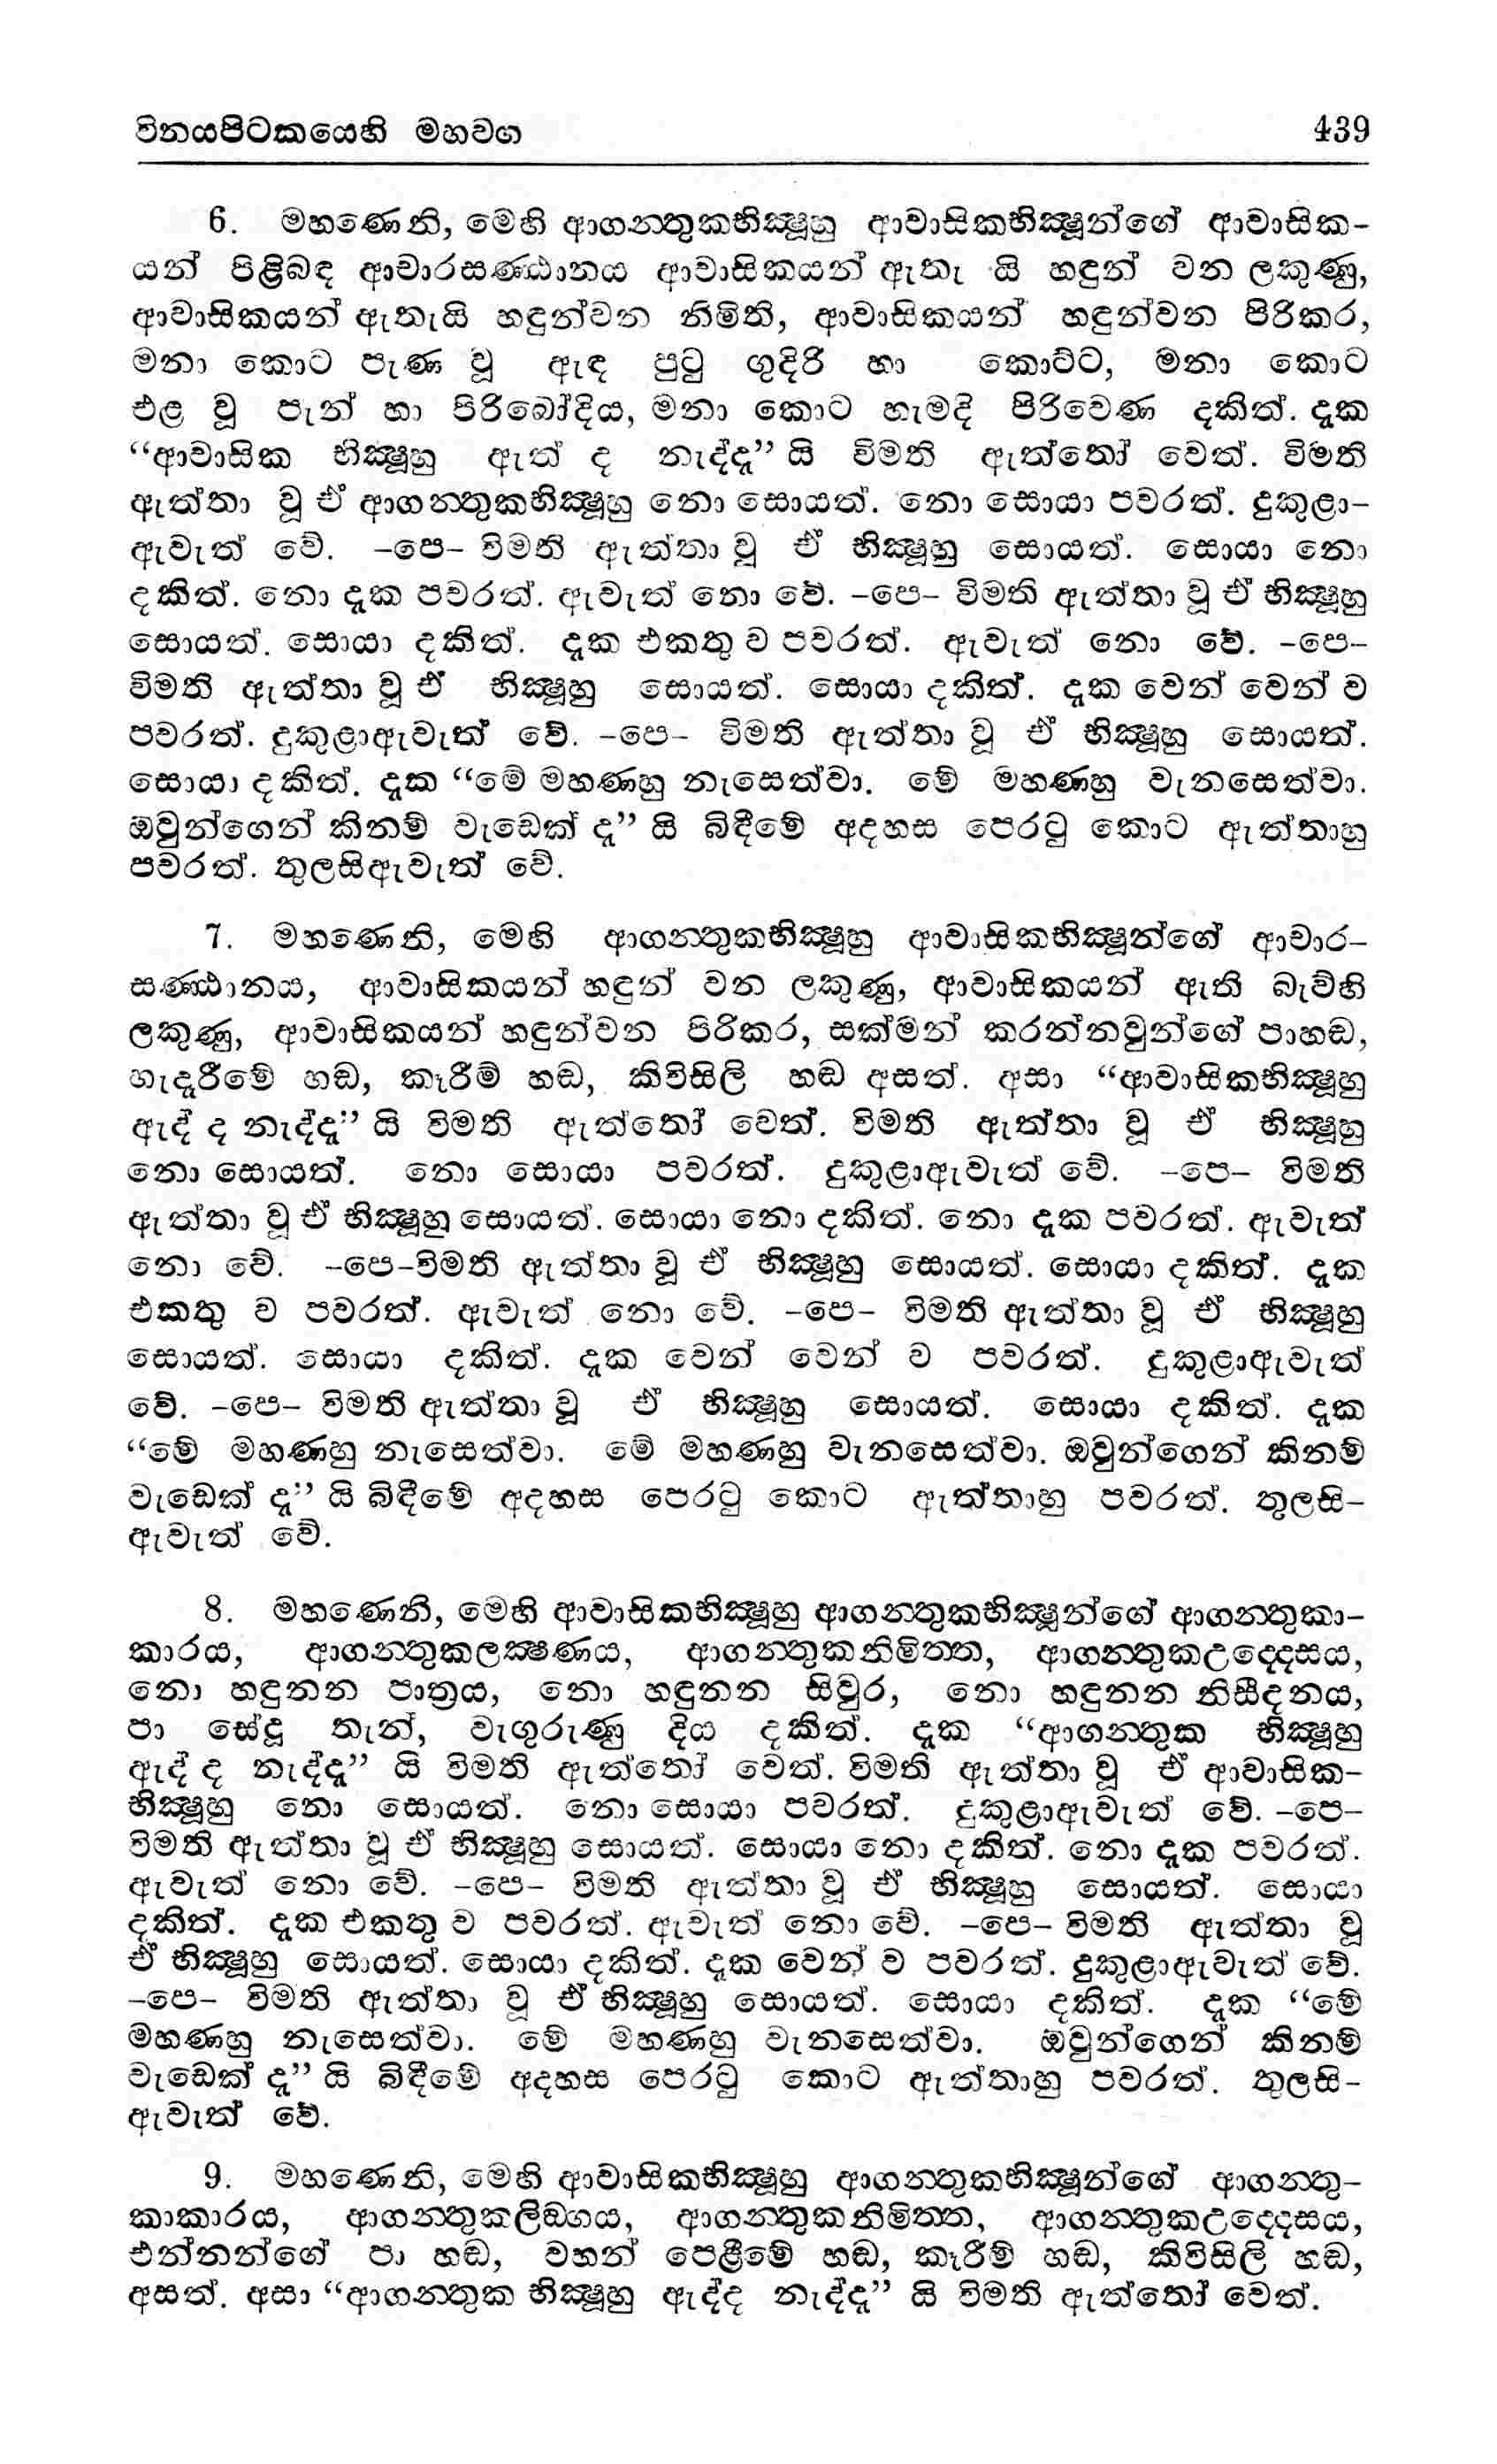 විනයපිටකයෙහි මහවග 439
6. මහණෙනි, මෙහි ආගන්‍තුකභික්‍ෂූහු ආවාසිකභික්‍ෂූන්ගේ ආවාසික-
යන් පිළිබඳ ආචාරසණ්ඨානය ආවාසිකයන් ඇතැ යි හඳුන් වන ලකුණු,
ආවාසිකයන් ඇතැයි හඳුන්වන නිමිති, ආවාසිකයන් හඳුන්වන පිරිකර,
මනා කොට පැණ වූ ඇඳ පුටු ගුදිරි හා කොට්ට, මනා කොට
එළ වූ පැන් හා පිරිබෝදිය, මනා කොට හැමදි පිරිවෙණ දකිත්. දැක
“ආවාසික භික්‍ෂූහු ඇත් ද නැද්ද” යි විමති ඇත්තෝ වෙත්. විමති
ඇත්තා වූ ඒ ආගන්‍තුකභික්‍ෂූහු නො සොයත්. නො සොයා පවරත්. දුකුළා-
ඇවැත් වේ. -පෙ- විමති ඇත්තා වූ ඒ භික්‍ෂූහු සොයත්. සොයා නො
දකිත්. නො දැක පවරත්. ඇවැත් නො වේ. -පෙ- විමති ඇත්තා වූ ඒ භික්‍ෂූහු
සොයත්. සොයා දකිත්. දැක එකතු ව පවරත්. ඇවැත් නො වේ. -පෙ-
විමති ඇත්තා වූ ඒ භික්‍ෂූහු සොයත්. සොයා දකිත්. දැක වෙන් වෙන් ව
පවරත්. දුකුළාඇවැත් වේ. -පෙ- විමති ඇත්තා වූ ඒ භික්‍ෂූහු සොයත්.
සොයා දකිත්. දැක “මේ මහණහු නැසෙත්වා. මේ මහණහු වැනසෙත්වා.
ඔවුන්ගෙන් කිනම් වැඩෙක් ද” යි බිඳීමේ අදහස පෙරටු කොට ඇත්තාහු
පවරත්. තුලසිඇවැත් වේ.
7. මහණෙනි, මෙහි ආගන්‍තුකභික්‍ෂූහු ආවාසිකභික්‍ෂූන්ගේ ආචාර-
සණ්ඨානය, ආවාසිකයන් හඳුන් වන ලකුණු, ආවාසිකයන් ඇති බැව්හි
ලකුණු, ආවාසිකයන් හඳුන්වන පිරිකර, සක්මන් කරන්නවුන්ගේ පාහඬ,
හැදෑරීමේ හඬ, කෑරීම් හඬ, කිවිසිලි හඬ අසත්. අසා “ආවාසිකභික්‍ෂූහු
ඇද් ද නැද්ද” යි විමති ඇත්තෝ වෙත්. විමති ඇත්තා වූ ඒ භික්‍ෂූහු
නො සොයත්. නො සොයා පවරත්. දුකුළාඇවැත් වේ. -පෙ- විමති
ඇත්තා වූ ඒ භික්‍ෂූහු සොයත්. සොයා නො දකිත්. නො දැක පවරත්. ඇවැත්
නො වේ. -පෙ-විමති ඇත්තා වූ ඒ භික්‍ෂූහු සොයත්. සොයා දකිත්. දැක
එකතු ව පවරත්. ඇවැත් නො වේ. -පෙ- විමති ඇත්තා වූ ඒ භික්‍ෂූහු
සොයත්. සොයා දකිත්. දැක වෙන් වෙන් ව පවරත්. දුකුළාඇවැත්
වේ. -පෙ- විමති ඇත්තා වූ ඒ භික්‍ෂූහු සොයත්. සොයා දකිත්. දැක
“මේ මහණහු නැසෙත්වා. මේ මහණහු වැනසෙත්වා. ඔවුන්ගෙන් කිනම්
වැඩෙක් ද” යි බිඳීමේ අදහස පෙරටු කොට ඇත්තාහු පවරත්. තුලසි-
ඇවැත් වේ.
8. මහණෙනි, මෙහි ආවාසිකභික්‍ෂූහු ආගන්‍තුකභික්‍ෂූන්ගේ ආගන්‍තුකා-
කාරය, ආගන්‍තුකලක්‍ෂණය, ආගන්‍තුකනිමිත්ත, ආගන්‍තුකඋද්දෙසය,
නො හඳුනන පාත්‍රය, නො හඳුනන සිවුර, නො හඳුනන නිසීදනය,
පා සේදූ තැන්, වැගුරුණු දිය දකිත්. දැක “ආගන්‍තුක භික්‍ෂූහු
ඇද් ද නැද්ද” යි විමති ඇත්තෝ වෙත්. විමති ඇත්තා වූ ඒ ආවාසික-
භික්‍ෂූහු නො සොයත්. නො සොයා පවරත්. දුකුළාඇවැත් වේ. -පෙ-
විමති ඇත්තා වූ ඒ භික්‍ෂූහු සොයත්. සොයා නො දකිත්. නො දැක පවරත්.
ඇවැත් නො වේ. -පෙ- විමති ඇත්තා වූ ඒ භික්‍ෂූහු සොයත්. සොයා
දකිත්. දැක එකතු ව පවරත්. ඇවැත් නො වේ. -පෙ- විමති ඇත්තා වූ
ඒ භික්‍ෂූහු සොයත්. සොයා දකිත්. දැක වෙන් ව පවරත්. දුකුළාඇවැත් වේ.
-පෙ- විමති ඇත්තා වූ ඒ භික්‍ෂූහු සොයත්. සොයා දකිත්. දැක “මේ
මහණහු නැසෙත්වා. මේ මහණහු වැනසෙත්වා. ඔවුන්ගෙන් කිනම්
වැඩෙක් ද” යි බිඳීමේ අදහස පෙරටු කොට ඇත්තාහු පවරත්. තුලසි-
ඇවැත් වේ.
9. මහණෙනි, මෙහි ආවාසිකභික්‍ෂූහු ආගන්‍තුකභික්‍ෂූන්ගේ ආගන්‍තු-
කාකාරය, ආගන්‍තුකලිඞ්ගය, ආගන්‍තුකනිමිත්ත, ආගන්‍තුකඋද්දෙසය,
එන්නන්ගේ පා හඬ, වහන් පෙළීමේ හඬ, කෑරීම් හඬ, කිවිසිලි හඬ,
අසත්. අසා “ආගන්‍තුක භික්‍ෂූහු ඇද්ද නැද්ද” යි විමති ඇත්තෝ වෙත්.